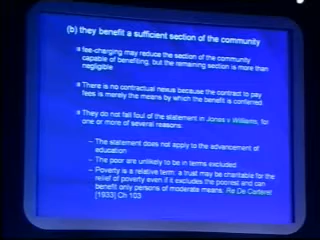 (b) they benefit a sufficient section of the community
fee-charging may reduce the section of the community
capable of benefiting, but the remaining section is more than
negligible
There is no contractual nexus because the contract to pay
fees is merely the means by which the benefit is conferred
They do not fall foul of the statement in Jones v Williams, for
one or more of several reasons:
– The statement does not apply to the advancement of
education
– The poor are unlikely to be in terms excluded
– Poverty is a relative term: a trust may be charitable for the
relief of poverty even if it excludes the poorest and can
benefit only persons of moderate means. Re De Carteret
[1933] Ch 103